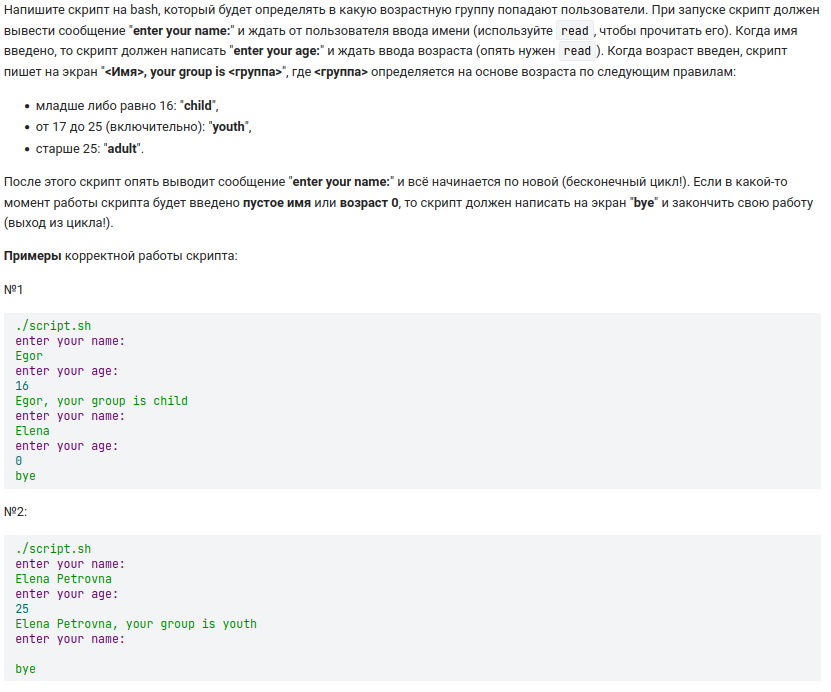 Напишите скрипт на bash, который будет определять в какую возрастную группу попадают пользователи. При запуске скрипт должен
вывести сообщение "enter your name:" и ждать от пользователя ввода имени (используйте read , чтобы прочитать его). Когда имя
введено, то скрипт должен написать "enter your age:" и ждать ввода возраста (опять нужен read ). Когда возраст введен, скрипт
пишет на экран "<Имя>, your group is <группа>", где <группа> определяется на основе возраста по следующим правилам:
• младше либо равно 16: "child",
• от 17 до 25 (включительно): "youth",
• старше 25: "adult".
После этого скрипт опять выводит сообщение "enter your name:" и всё начинается по новой (бесконечный цикл!). Если в какой-то
момент работы скрипта будет введено пустое имя или возраст 0, то скрипт должен написать на экран "bye" и закончить свою работу
(выход из цикла!).
Примеры корректной работы скрипта:
№1
./script.sh
enter your name:
Egor
enter your age:
16
Egor, your group is child
enter your name:
Elena
enter your age:
0
bye
№2:
./script.sh
enter your name:
Elena Petrovna
enter your age:
25
Elena Petrovna, your group is youth
enter your name:
bye